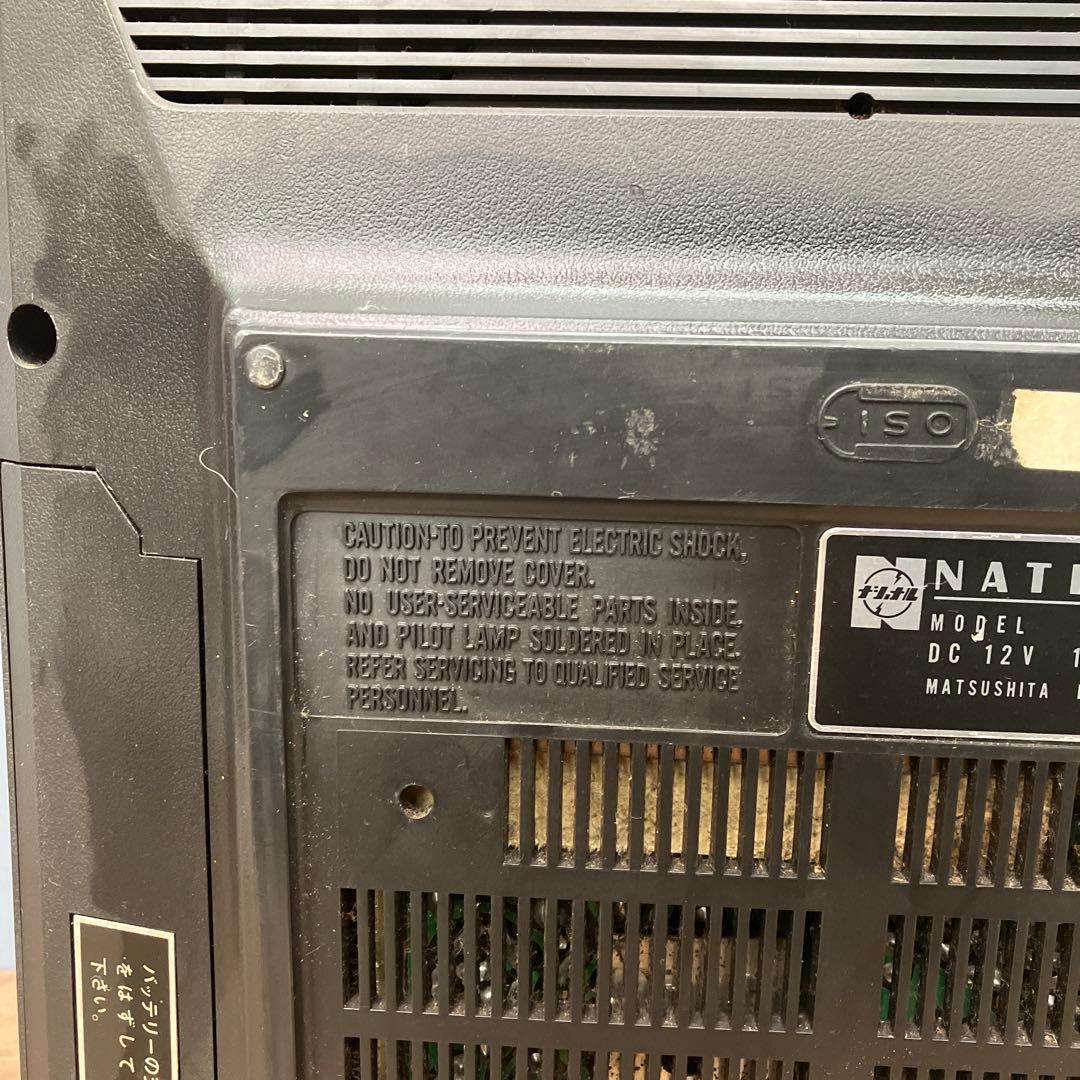 iso
CAUTION-TO PREVENT ELECTRIC SHOCK,
DO NOT REMOVE COVER.
NO USER-SERVICEABLE PARTS INSIDE.
AND PILOT LAMP SOLDERED IN PLACE.
REFER SERVICING TO QUALIFIED SERVICE
PERSONNEL.
ナショナル
NATI
MODEL
DC 12V 1
MATSUSHITA
バッテリーの
をはずして
下さい。